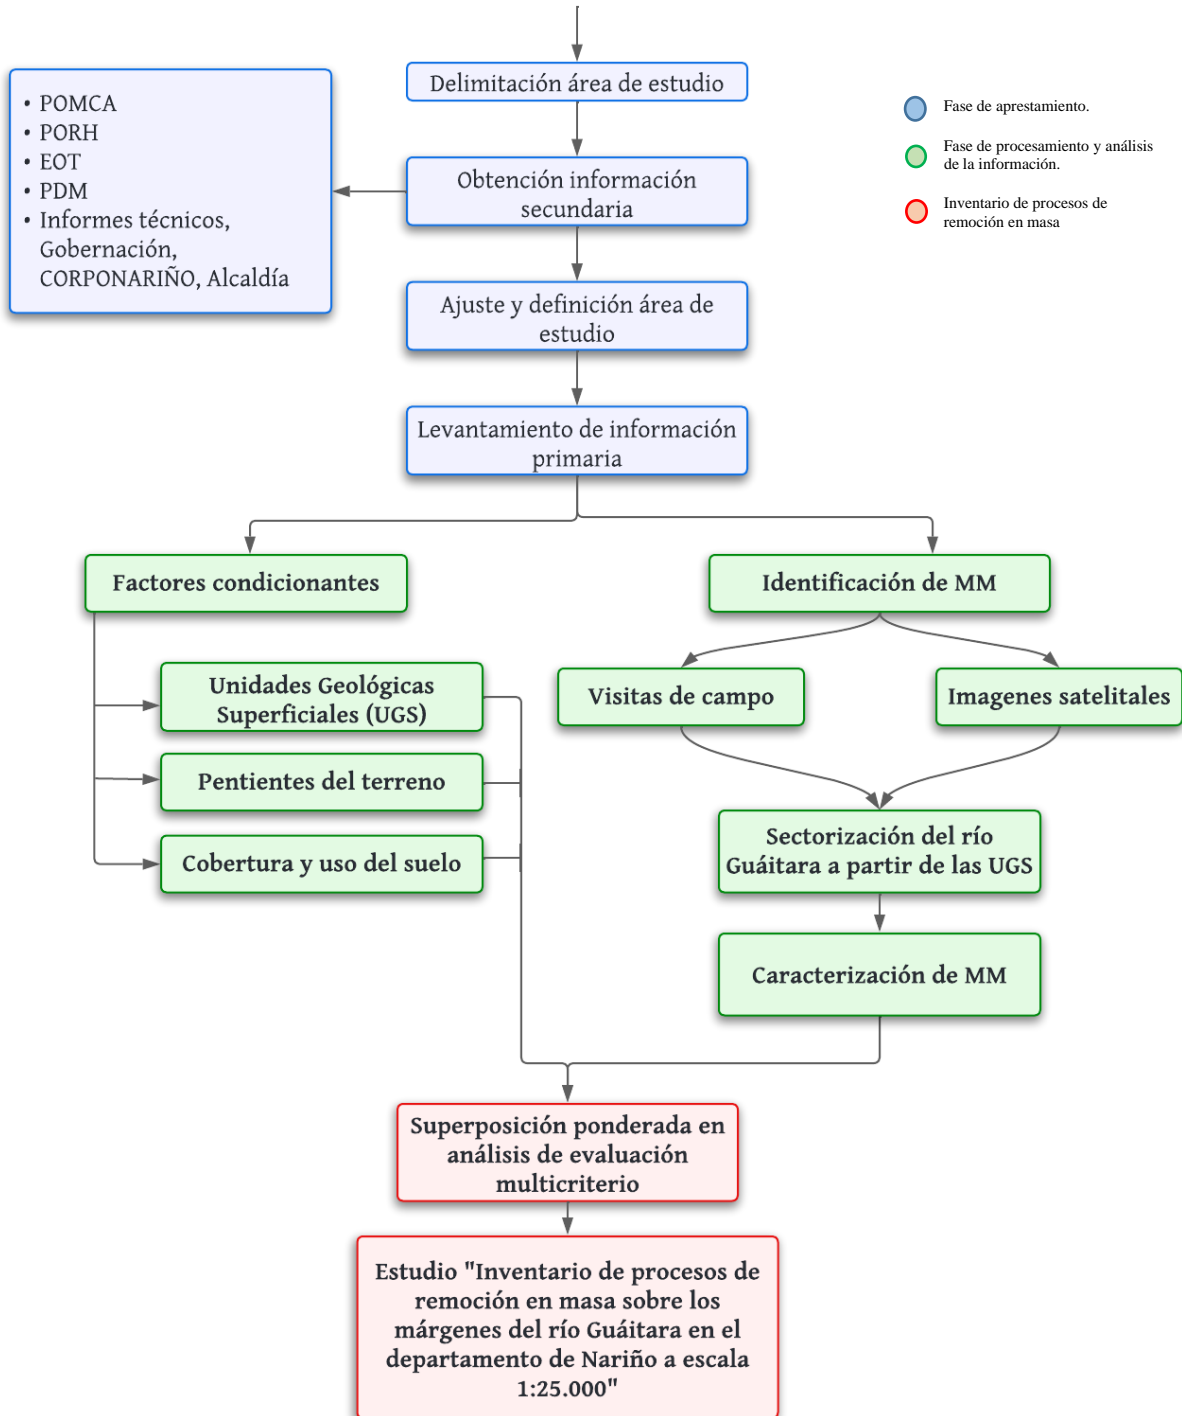 Delimitación área de estudio
• POMCA
• PORH
• EOT
• PDM
• Informes técnicos,
Gobernación,
CORPONARIÑO, Alcaldía
Fase de aprestamiento.
Fase de procesamiento y análisis
de la información.
Inventario de procesos de
remoción en masa
Obtención información
secundaria
Ajuste y definición área de
estudio
Levantamiento de información
primaria
Factores condicionantes
Identificación de MM
Unidades Geológicas
Superficiales (UGS)
Pentientes del terreno
Cobertura y uso del suelo
Visitas de campo
Imagenes satelitales
Sectorización del río
Guáitara a partir de las UGS
Caracterización de MM
Superposición ponderada en
análisis de evaluación
multicriterio
Estudio "Inventario de procesos de
remoción en masa sobre los
márgenes del río Guáitara en el
departamento de Nariño a escala
1:25.000"